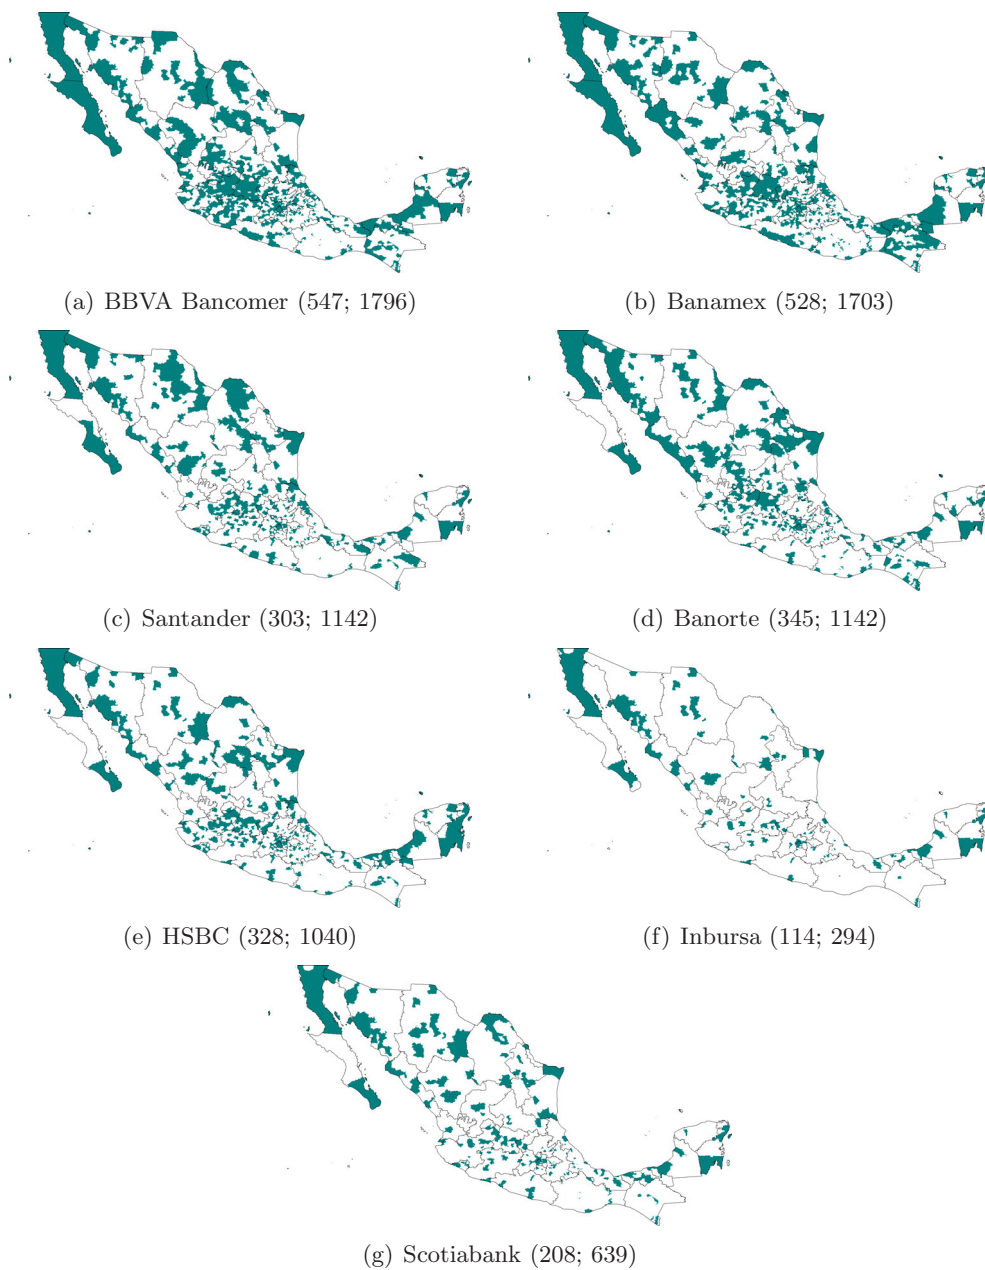 (a) BBVA Bancomer (547; 1796)
(b) Banamex (528; 1703)
(c) Santander (303; 1142)
(d) Banorte (345; 1142)
(e) HSBC (328; 1040)
(f) Inbursa (114; 294)
(g) Scotiabank (208; 639)